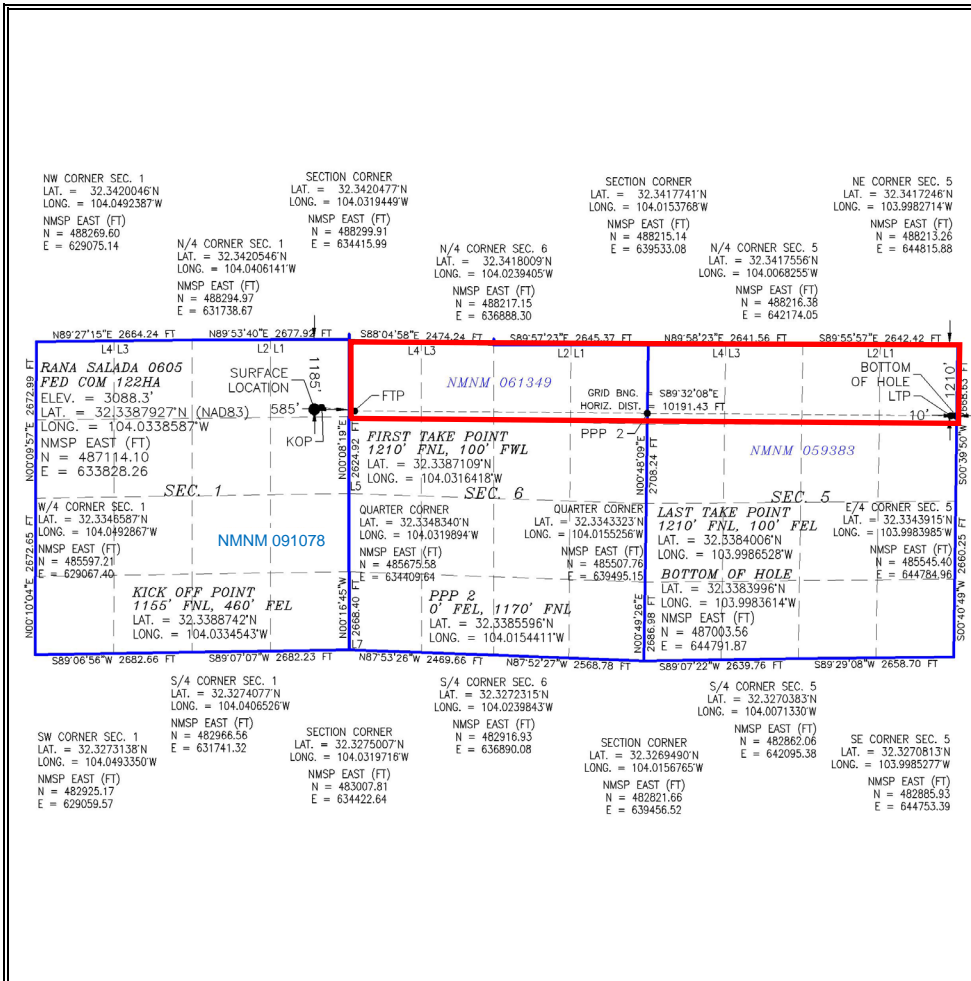 NW CORNER SEC. 1
LAT. = 32.3420046'N
LONG. = 104.0492387'W
NMSP EAST (FT)
N = 488269.60
E = 629075.14
N/4 CORNER SEC. 1
LAT. = 32.3420546'N
LONG. = 104.0406141'W
NMSP EAST (FT)
N = 488294.97
E = 631738.67
SECTION CORNER
LAT. = 32.3420477'N
LONG. = 104.0319449'W
NMSP EAST (FT)
N = 488299.91
E = 634415.99
N/4 CORNER SEC. 6
LAT. = 32.3418009'N
LONG. = 104.0239405'W
NMSP EAST (FT)
N = 488217.15
E = 636888.30
SECTION CORNER
LAT. = 32.3417741'N
LONG. = 104.0153768'W
NMSP EAST (FT)
N = 488215.14
E = 639533.08
N/4 CORNER SEC. 5
LAT. = 32.3417556'N
LONG. = 104.0068255'W
NMSP EAST (FT)
N = 488216.38
E = 642174.05
NE CORNER SEC. 5
LAT. = 32.3417246'N
LONG. = 103.9982714'W
NMSP EAST (FT)
N = 488213.26
E = 644815.88
N89°27'15"E 2664.24 FT
N89°53'40"E 2677.92 FT
S88°04'58"E 2474.24 FT
S89°57'23"E 2645.37 FT
N89°58'23"E 2641.56 FT
S89°55'57"E 2642.42 FT
L4 L3
L2 L1
L4 L3
L2 L1
L4 L3
L2 L1
RANA SALADA 0605
FED COM 122HA
ELEV. = 3088.3'
LAT. = 32.3387927'N (NAD83)
LONG. = 104.0338587'W
NMSP EAST (FT)
N = 487114.10
E = 633828.26
SURFACE
LOCATION
1185'
585'
KOP
FTP
NMNM 061349
GRID BNG. = S89°32'08"E
HORIZ. DIST. = 10191.43 FT
PPP 2
BOTTOM
OF HOLE
LTP
1210'
10'
NMNM 059383
N00°09'57"E 2672.99 FT
N00°08'19"E 2624.92 FT
N00°48'09"E 2708.24 FT
S00°39'50"W 2668.63 FT
FIRST TAKE POINT
1210' FNL, 100' FWL
LAT. = 32.3387109'N
LONG. = 104.0316418'W
L5
SEC. 1
SEC. 6
SEC. 5
W/4 CORNER SEC. 1
LAT. = 32.3346587'N
LONG. = 104.0492867'W
NMSP EAST (FT)
N = 485597.21
E = 629067.40
NMNM 091078
QUARTER CORNER
LAT. = 32.3348340'N
LONG. = 104.0319894'W
NMSP EAST (FT)
N = 485675.58
E = 634409.64
QUARTER CORNER
LAT. = 32.3343323'N
LONG. = 104.0155256'W
NMSP EAST (FT)
N = 485507.76
E = 639495.15
LAST TAKE POINT
1210' FNL, 100' FEL
LAT. = 32.3384006'N
LONG. = 103.9986528'W
BOTTOM OF HOLE
LAT. = 32.3383996'N
LONG. = 103.9983614'W
NMSP EAST (FT)
N = 487003.56
E = 644791.87
E/4 CORNER SEC. 5
LAT. = 32.3343915'N
LONG. = 103.9985087'W
NMSP EAST (FT)
N = 485545.40
E = 644784.96
KICK OFF POINT
1155' FNL, 460' FEL
LAT. = 32.3388742'N
LONG. = 104.0334543'W
PPP 2
0' FEL, 1170' FNL
LAT. = 32.3385596'N
LONG. = 104.0154411'W
N00°10'04"E 2672.65 FT
N00°16'45"W 2668.40 FT
N00°49'26"E 2686.98 FT
S00°40'49"W 2660.25 FT
L7
S89°06'56"W 2682.66 FT
S89°07'07"W 2682.23 FT
N87°53'26"W 2469.66 FT
N87°52'27"W 2568.78 FT
S89°07'22"W 2639.76 FT
S89°29'08"W 2658.70 FT
SW CORNER SEC. 1
LAT. = 32.3273138'N
LONG. = 104.0493350'W
NMSP EAST (FT)
N = 482925.17
E = 629059.57
S/4 CORNER SEC. 1
LAT. = 32.3274077'N
LONG. = 104.0406526'W
NMSP EAST (FT)
N = 482966.56
E = 631741.32
SECTION CORNER
LAT. = 32.3275007'N
LONG. = 104.0319716'W
NMSP EAST (FT)
N = 483007.81
E = 634422.64
S/4 CORNER SEC. 6
LAT. = 32.3272315'N
LONG. = 104.0239843'W
NMSP EAST (FT)
N = 482916.93
E = 636890.08
SECTION CORNER
LAT. = 32.3269490'N
LONG. = 104.0156765'W
NMSP EAST (FT)
N = 482821.66
E = 639456.52
S/4 CORNER SEC. 5
LAT. = 32.3270383'N
LONG. = 104.0071330'W
NMSP EAST (FT)
N = 482862.06
E = 642095.38
SE CORNER SEC. 5
LAT. = 32.3270813'N
LONG. = 103.9985277'W
NMSP EAST (FT)
N = 482885.93
E = 644753.39